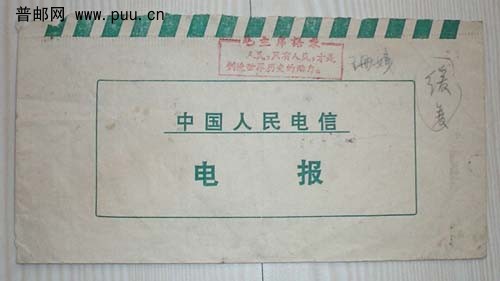 普邮网
www.puu.cn
毛主席语录
人民，只有人民，才是
创造世界历史的动力。
缓
中国人民电信
电报